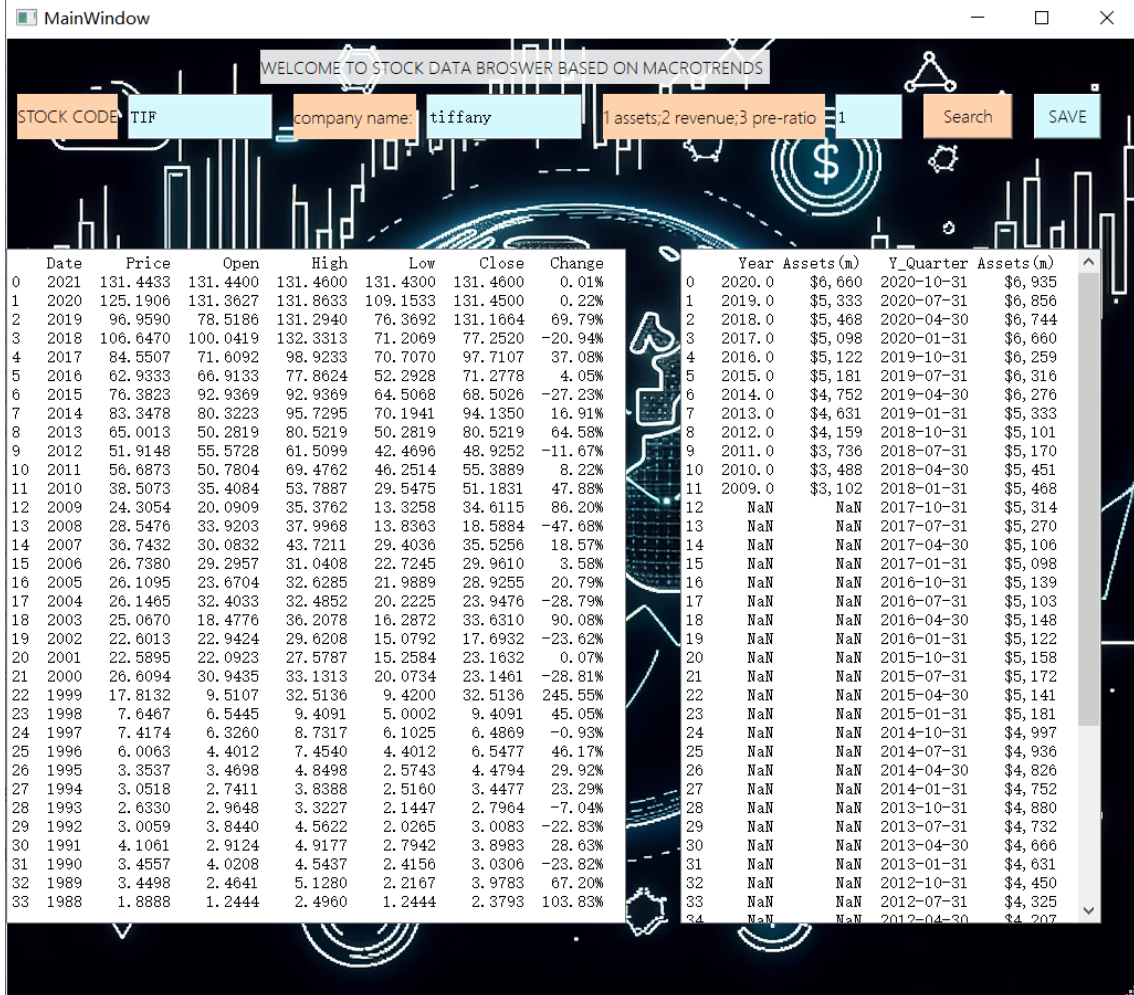 MainWindow
WELCOME TO STOCK DATA BROSWER BASED ON MACROTRENDS
STOCK CODE TIF company name: tiffany 1 assets;2 revenue;3 pre-ratio 1 Search SAVE
Date Price Open High Low Close Change
0 2021 131.4433 131.4400 131.4600 131.4300 131.4600 0.01%
1 2020 125.1906 131.3627 131.8633 109.1533 131.4500 0.22%
2 2019 96.9590 78.5186 131.2940 76.3692 131.1664 69.79%
3 2018 106.6470 100.0419 132.3313 71.2069 77.2520 -20.94%
4 2017 84.5507 71.6092 98.9233 70.7070 97.7107 37.08%
5 2016 62.9333 66.9133 77.8624 52.2928 71.2778 4.05%
6 2015 76.3823 92.9369 92.9369 64.5068 68.5026 -27.23%
7 2014 83.3478 80.3223 95.7295 70.1941 94.1350 16.91%
8 2013 65.0013 50.2819 80.5219 50.2819 80.5219 64.58%
9 2012 51.9148 55.5728 61.5099 42.4696 48.9252 -11.67%
10 2011 56.6873 50.7804 69.4762 46.2514 55.3889 8.22%
11 2010 38.5073 35.4084 53.7887 29.5475 51.1831 47.88%
12 2009 24.3054 20.0909 35.3762 13.3258 34.6115 86.20%
13 2008 28.5476 33.9203 37.9968 13.8363 18.5884 -47.68%
14 2007 36.7432 30.0832 43.7211 29.4036 35.5256 18.57%
15 2006 26.7380 29.2957 31.0408 22.7245 29.9610 3.58%
16 2005 26.1095 23.6704 32.6285 21.9889 28.9255 20.79%
17 2004 26.1465 32.4033 32.4852 20.2225 23.9476 -28.79%
18 2003 25.0670 18.4776 36.2078 16.2872 33.6310 90.08%
19 2002 22.6013 22.9424 29.6208 15.0792 17.6932 -23.62%
20 2001 22.5895 22.0923 27.5787 15.2584 23.1632 0.07%
21 2000 26.6094 30.9435 33.1313 20.0734 23.1461 -28.81%
22 1999 17.8132 9.5107 32.5136 9.4200 32.5136 245.55%
23 1998 7.6467 6.5445 9.4091 5.0002 9.4091 45.05%
24 1997 7.4174 6.3260 8.7317 6.1025 6.4869 -0.93%
25 1996 6.0063 4.4012 7.4540 4.4012 6.5477 46.17%
26 1995 3.3537 3.4698 4.8498 2.5743 4.4794 29.92%
27 1994 3.0518 2.7411 3.8388 2.5160 3.4477 23.29%
28 1993 2.6330 2.9648 3.3227 2.1447 2.7964 -7.04%
29 1992 3.0059 3.8440 4.5622 2.0265 3.0083 -22.83%
30 1991 4.1061 2.9124 4.9177 2.7942 3.8983 28.63%
31 1990 3.4557 4.0208 4.5437 2.4156 3.0306 -23.82%
32 1989 3.4498 2.4641 5.1280 2.2167 3.9783 67.20%
33 1988 1.8888 1.2444 2.4960 1.2444 2.3793 103.83%
Year Assets(m) Y_Quarter Assets(m)
0 2020.0 $6,660 2020-10-31 $6,935
1 2019.0 $5,333 2020-07-31 $6,856
2 2018.0 $5,468 2020-04-30 $6,744
3 2017.0 $5,098 2020-01-31 $6,660
4 2016.0 $5,122 2019-10-31 $6,259
5 2015.0 $5,181 2019-07-31 $6,316
6 2014.0 $4,752 2019-04-30 $6,276
7 2013.0 $4,631 2019-01-31 $5,333
8 2012.0 $4,159 2018-10-31 $5,101
9 2011.0 $3,736 2018-07-31 $5,170
10 2010.0 $3,488 2018-04-30 $5,451
11 2009.0 $3,102 2018-01-31 $5,468
12 NaN NaN 2017-10-31 $5,314
13 NaN NaN 2017-07-31 $5,270
14 NaN NaN 2017-04-30 $5,106
15 NaN NaN 2017-01-31 $5,098
16 NaN NaN 2016-10-31 $5,139
17 NaN NaN 2016-07-31 $5,103
18 NaN NaN 2016-04-30 $5,148
19 NaN NaN 2016-01-31 $5,122
20 NaN NaN 2015-10-31 $5,158
21 NaN NaN 2015-07-31 $5,172
22 NaN NaN 2015-04-30 $5,141
23 NaN NaN 2015-01-31 $5,181
24 NaN NaN 2014-10-31 $4,997
25 NaN NaN 2014-07-31 $4,936
26 NaN NaN 2014-04-30 $4,826
27 NaN NaN 2014-01-31 $4,752
28 NaN NaN 2013-10-31 $4,880
29 NaN NaN 2013-07-31 $4,732
30 NaN NaN 2013-04-30 $4,666
31 NaN NaN 2013-01-31 $4,631
32 NaN NaN 2012-10-31 $4,450
33 NaN NaN 2012-07-31 $4,325
34 NaN NaN 2012-04-30 $4,207